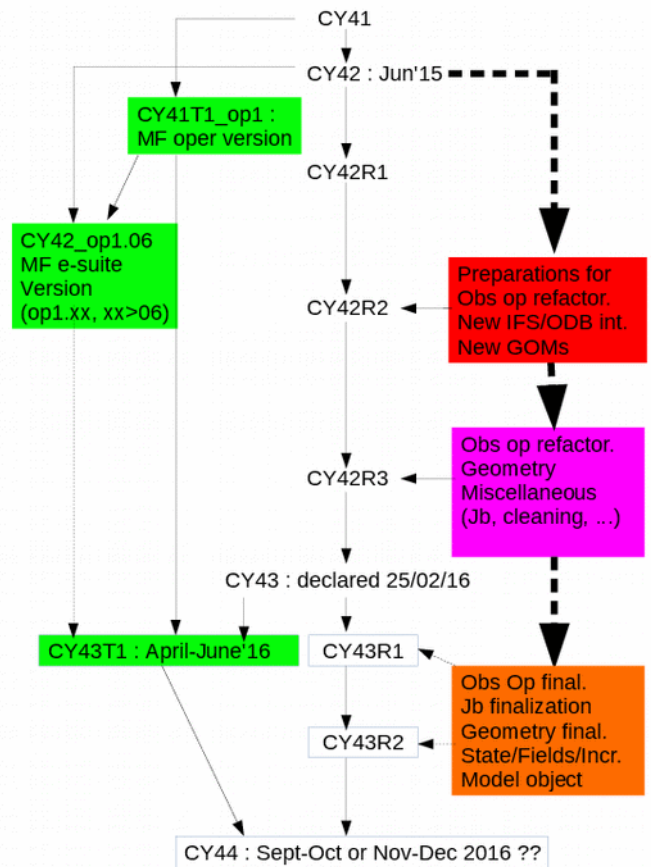 CY41
CY42 : Jun'15
CY41T1_op1 :
MF oper version
CY42R1
CY42_op1.06
MF e-suite
Version
(op1.xx, xx>06)
Preparations for
Obs op refactor.
New IFS/ODB int.
New GOMs
CY42R2
Obs op refactor.
Geometry
Miscellaneous
(Jb, cleaning, ...)
CY42R3
CY43 : declared 25/02/16
CY43T1 : April-June'16
CY43R1
Obs Op final.
Jb finalization
Geometry final.
State/Fields/Incr.
Model object
CY43R2
CY44 : Sept-Oct or Nov-Dec 2016 ??